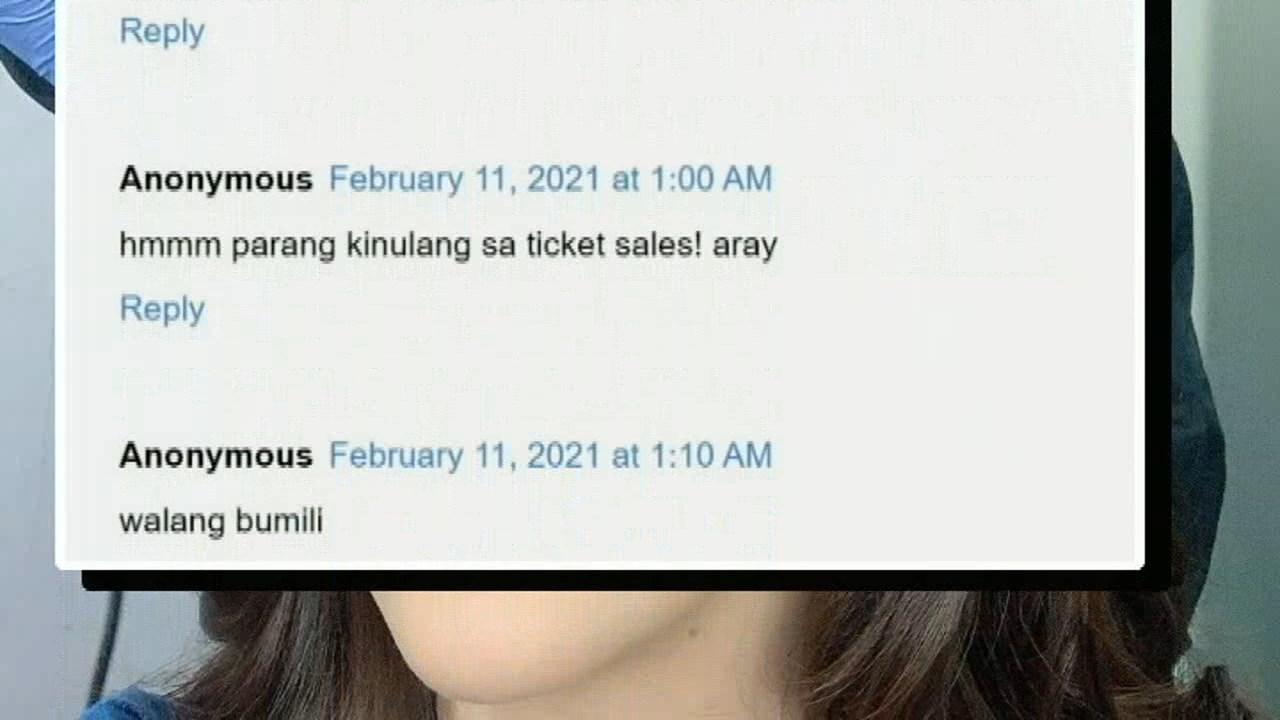 Reply
Anonymous February 11, 2021 at 1:00 AM
hmmm parang kinulang sa ticket sales! aray
Reply
Anonymous February 11, 2021 at 1:10 AM
walang bumili